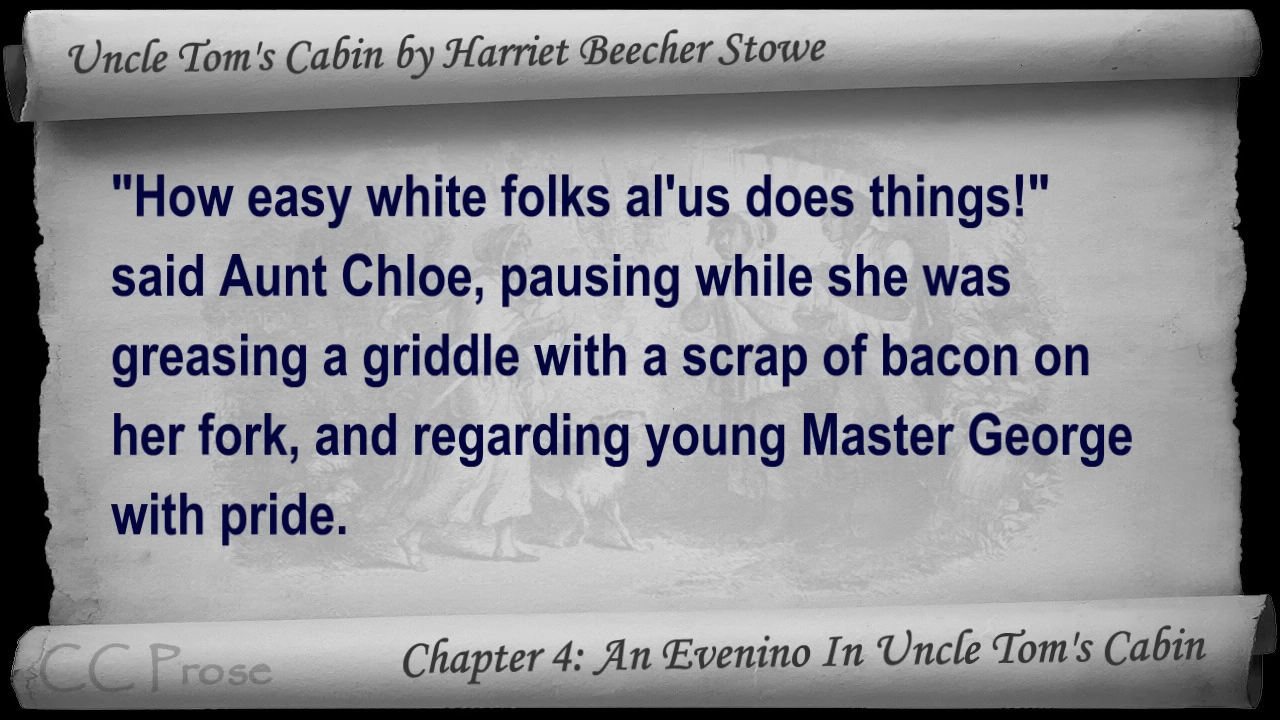 Uncle Tom's Cabin by Harriet Beecher Stowe
"How easy white folks al'us does things!"
said Aunt Chloe, pausing while she was
greasing a griddle with a scrap of bacon on
her fork, and regarding young Master George
with pride.
CC Prose
Chapter 4: An Evenino In Uncle Tom's Cabin